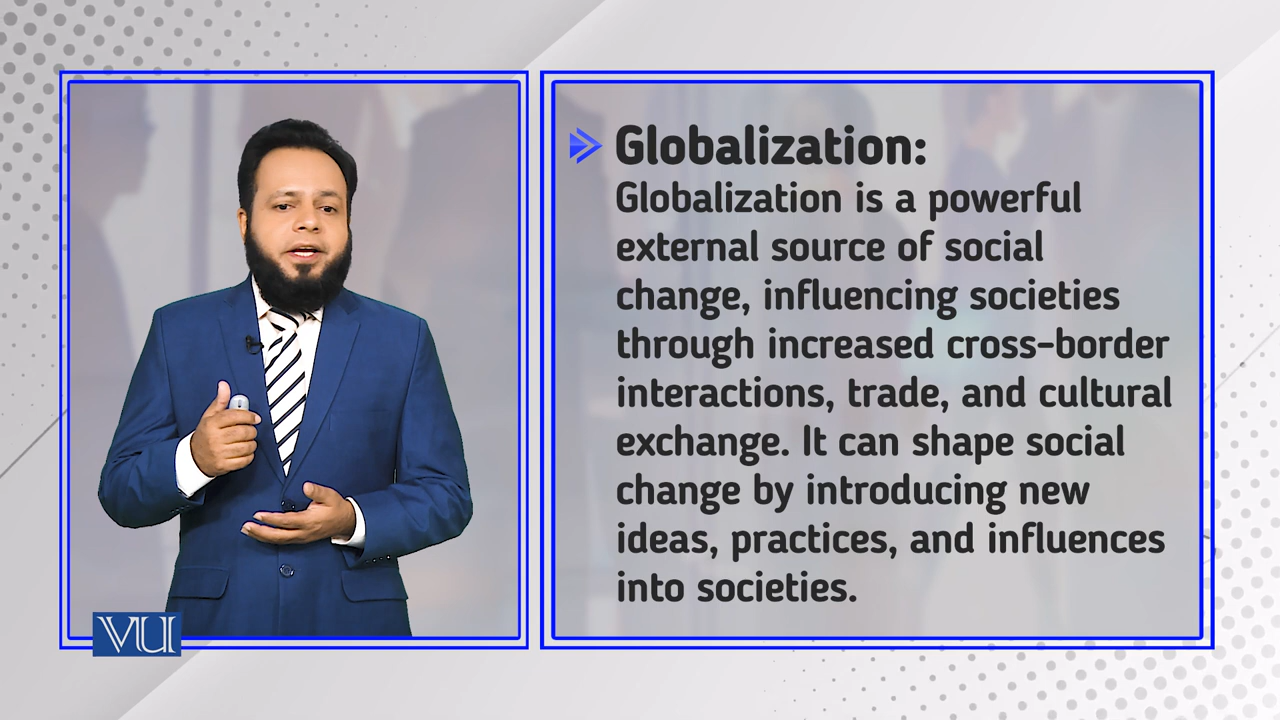 Globalization:
Globalization is a powerful
external source of social
change, influencing societies
through increased cross-border
interactions, trade, and cultural
exchange. It can shape social
change by introducing new
ideas, practices, and influences
into societies.
VU